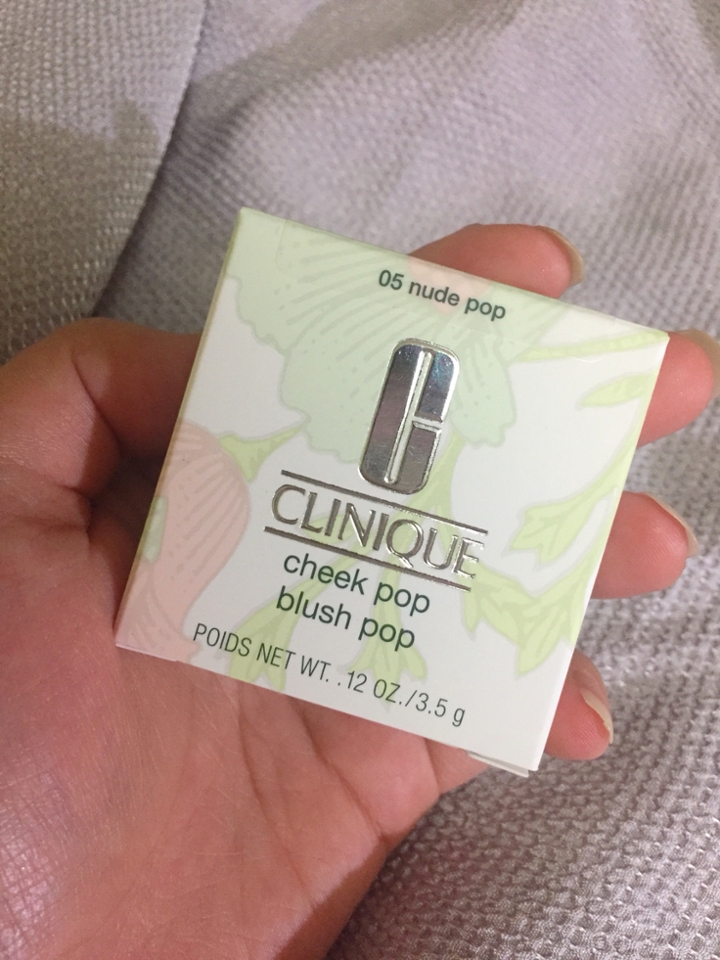 05 nude pop
CLINIQUE
cheek pop
blush pop
POIDS NET WT. .12 OZ./3.5 g